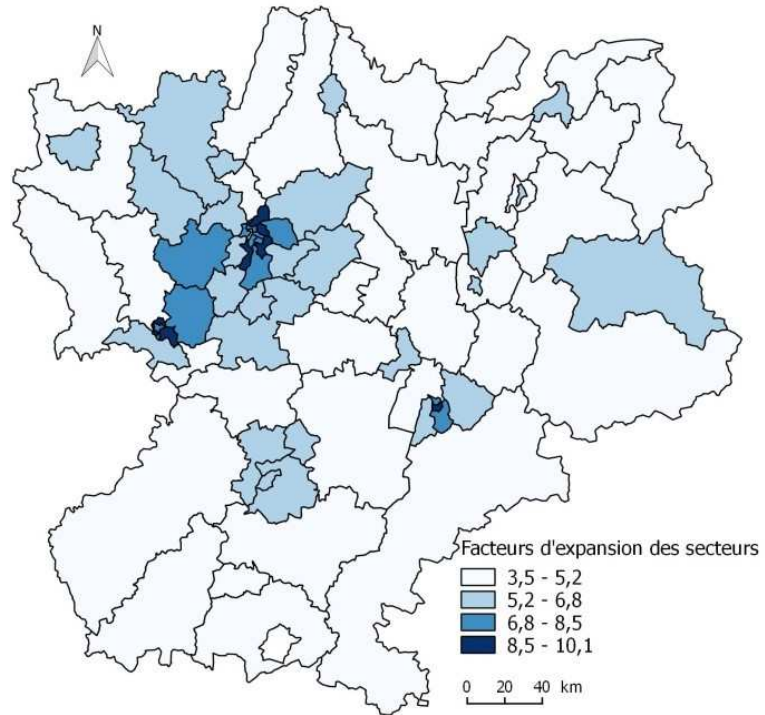 N
Facteurs d'expansion des secteurs
3,5 - 5,2
5,2 - 6,8
6,8 - 8,5
8,5 - 10,1
0 20 40 km